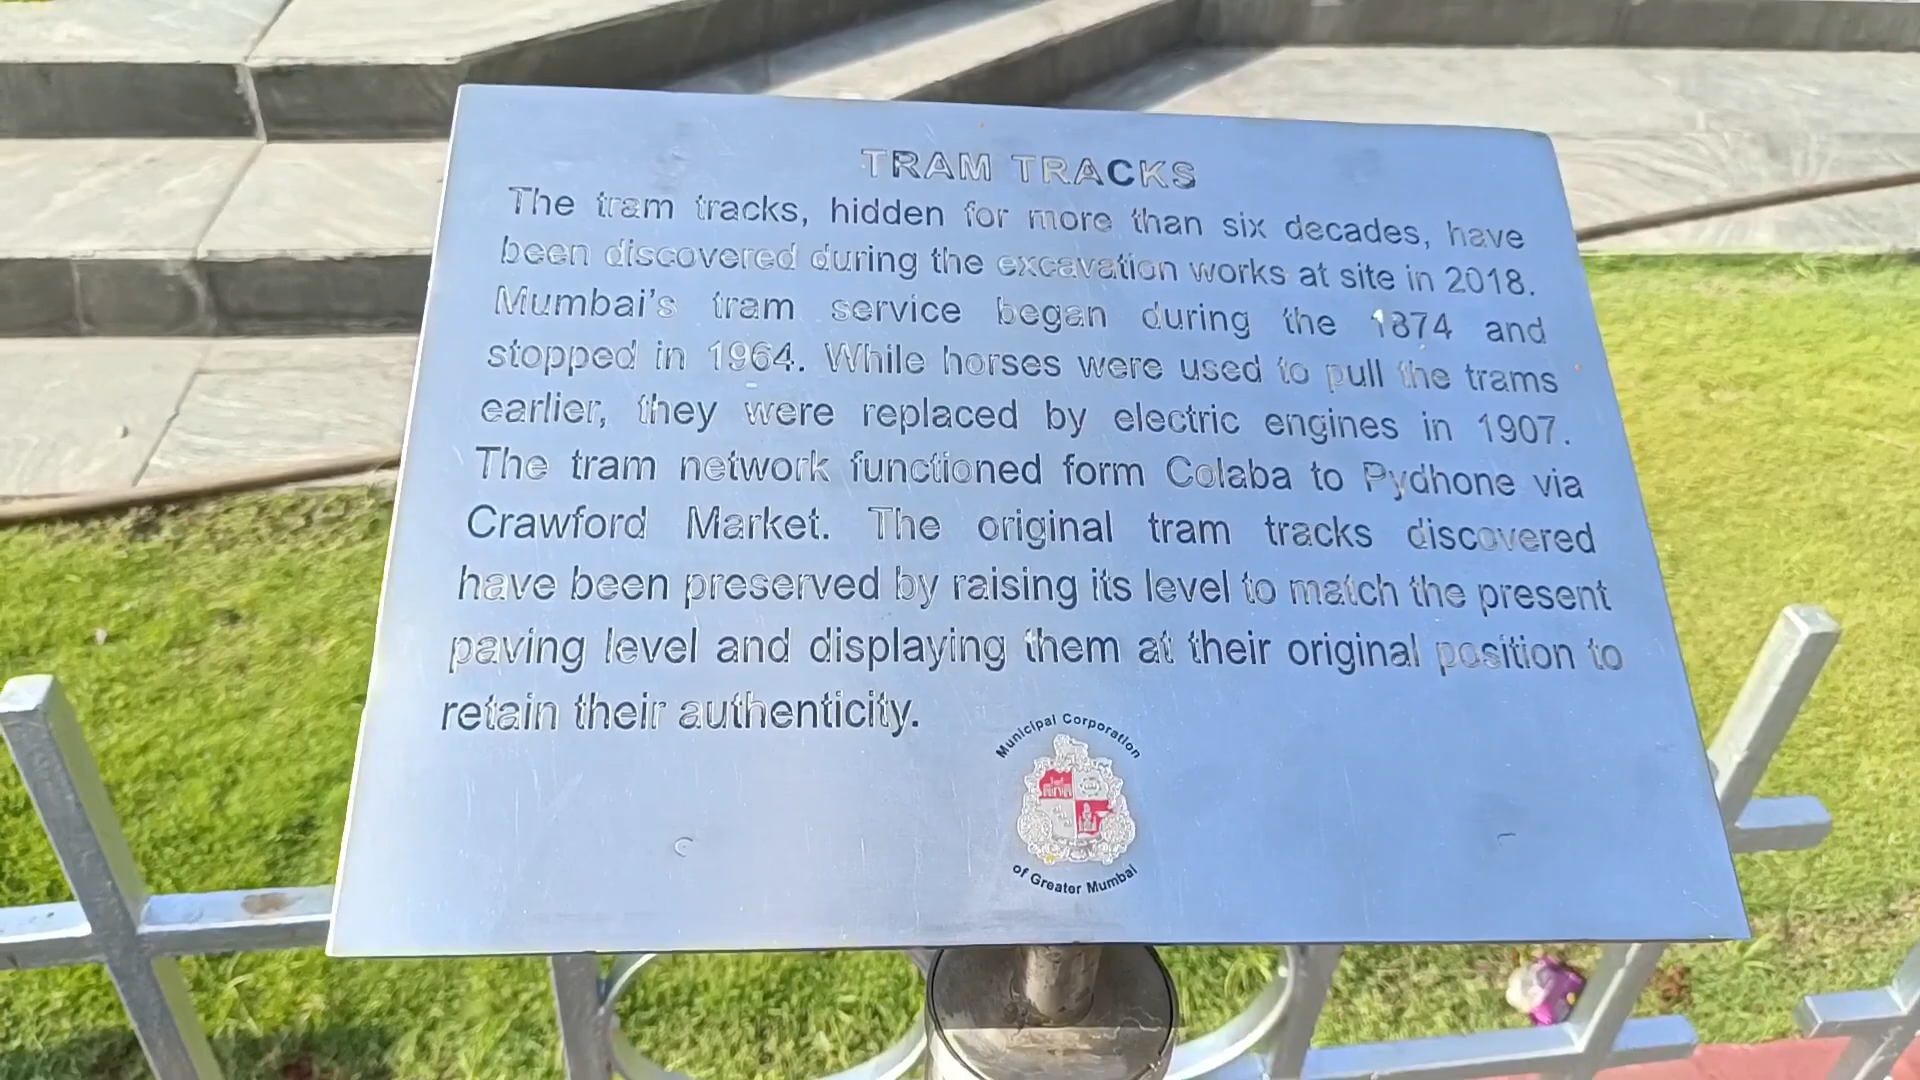 TRAM TRACKS
The tram tracks, hidden for more than six decades, have
been discovered during the excavation works at site in 2018.
Mumbai's tram service began during the 1874 and
stopped in 1964. While horses were used to pull the trams
earlier, they were replaced by electric engines in 1907.
The tram network functioned form Colaba to Pydhone via
Crawford Market. The original tram tracks discovered
have been preserved by raising its level to match the present
paving level and displaying them at their original position to
retain their authenticity.
Municipal Corporation
of Greater Mumbai